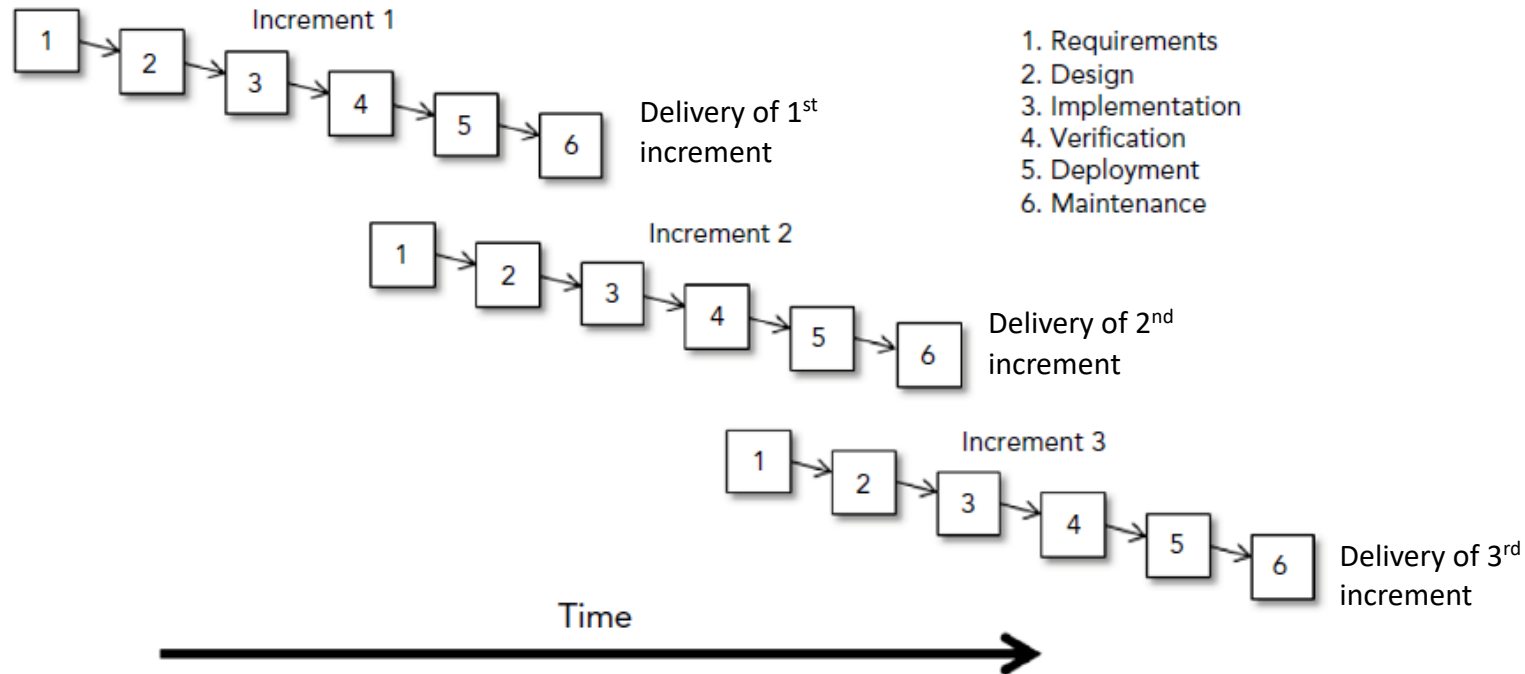 Increment 1
1
2
3
4
5
6
Delivery of 1st
increment
1. Requirements
2. Design
3. Implementation
4. Verification
5. Deployment
6. Maintenance
Increment 2
1
2
3
4
5
6
Delivery of 2nd
increment
Increment 3
1
2
3
4
5
6
Delivery of 3rd
increment
Time